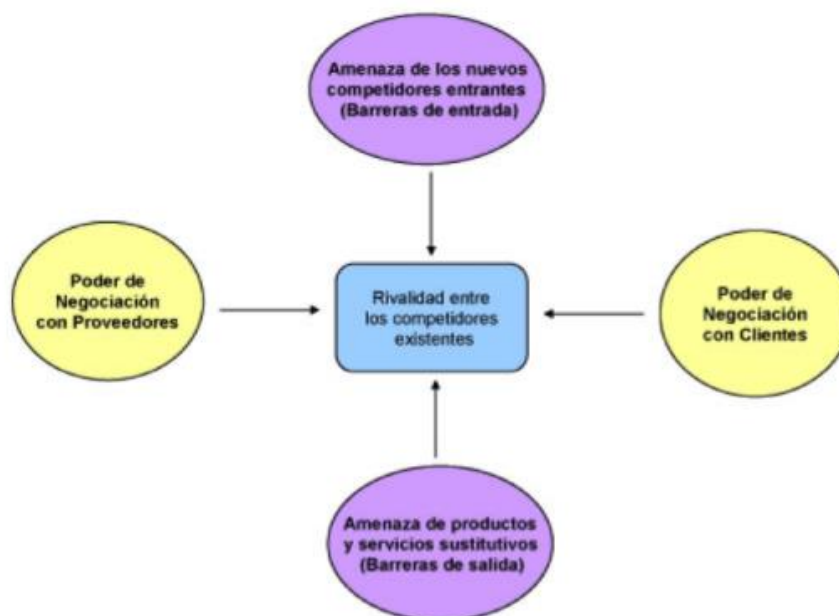 Amenaza de los nuevos
competidores entrantes
(Barreras de entrada)
Poder de
Negociación
con Proveedores
Rivalidad entre
los competidores
existentes
Poder de
Negociación
con Clientes
Amenaza de productos
y servicios sustitutivos
(Barreras de salida)